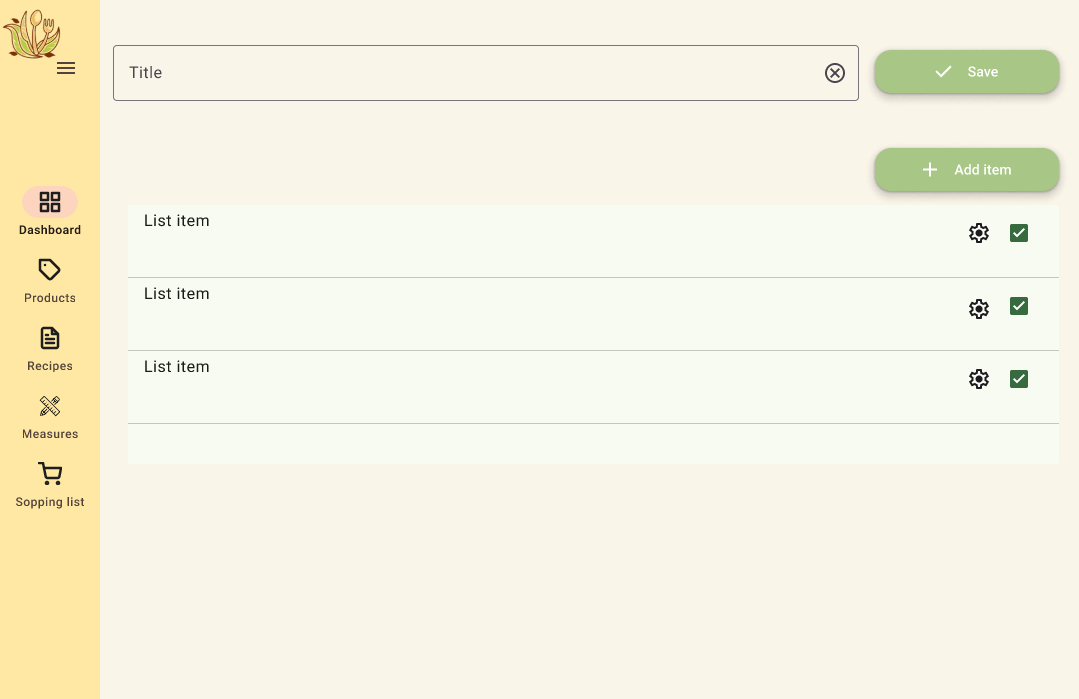 Title
Save
Add item
Dashboard
Products
Recipes
Measures
Sopping list
List item
List item
List item